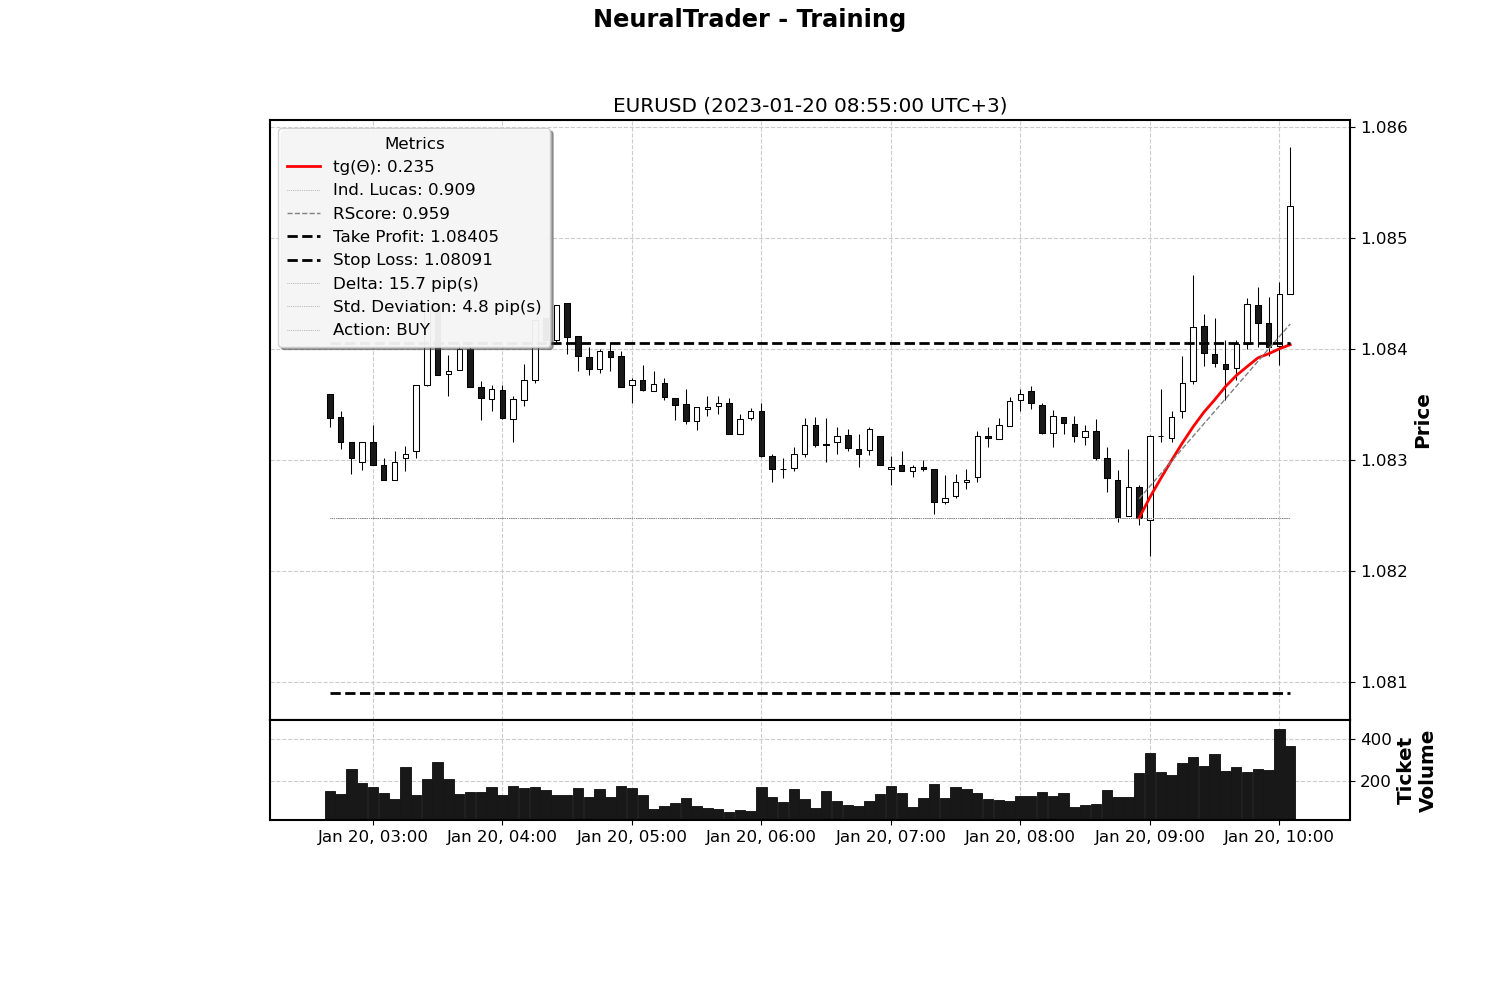 NeuralTrader - Training
EURUSD (2023-01-20 08:55:00 UTC+3)
Metrics
tg(Θ): 0.235
Ind. Lucas: 0.909
RScore: 0.959
Take Profit: 1.08405
Stop Loss: 1.08091
Delta: 15.7 pip(s)
Std. Deviation: 4.8 pip(s)
Action: BUY
1.086
1.085
1.084
1.083
1.082
1.081
Price
400
200
Ticket
Volume
Jan 20, 03:00
Jan 20, 04:00
Jan 20, 05:00
Jan 20, 06:00
Jan 20, 07:00
Jan 20, 08:00
Jan 20, 09:00
Jan 20, 10:00